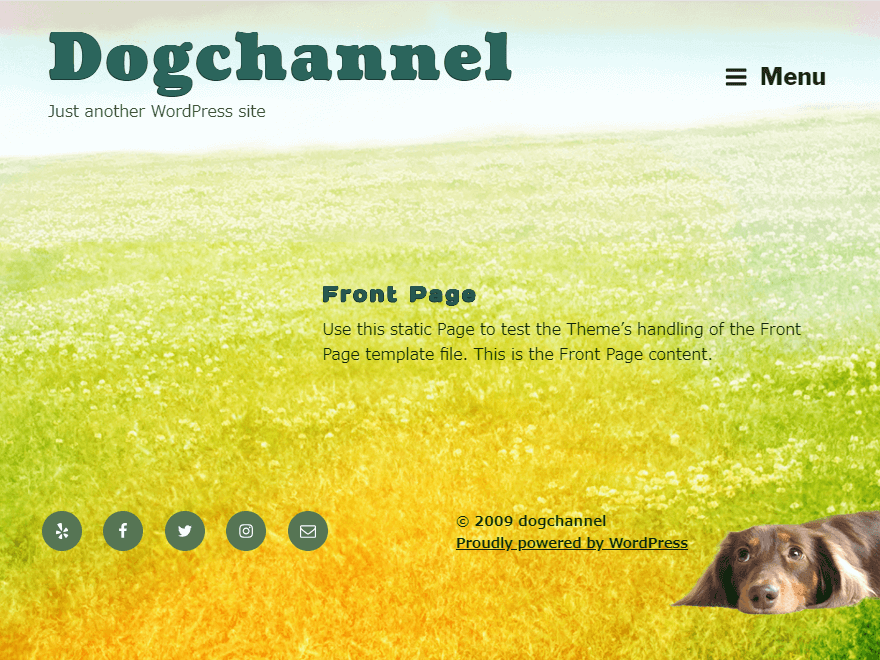 Dogchannel
Just another WordPress site
Menu
Front Page
Use this static Page to test the Theme’s handling of the Front
Page template file. This is the Front Page content.
© 2009 dogchannel
Proudly powered by WordPress